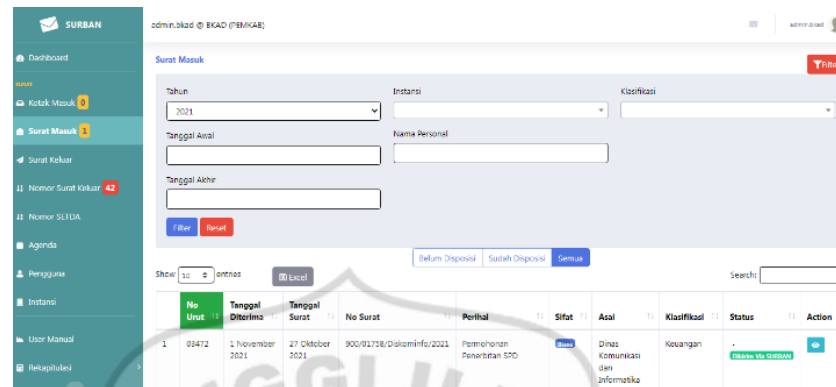 SURBAN
admin.bkad @ BKAD (PEMKAB)
admin.bkad
Dashboard
Surat Masuk
Filter
SURAT
Kotak Masuk 0
Surat Masuk 1
Surat Keluar
Nomor Surat Keluar 42
Nomor SETDA
Agenda
Pengguna
Instansi
User Manual
Rekapitulasi
Tahun
Instansi
Klasifikasi
2021
Tanggal Awal
Nama Personal
Tanggal Akhir
Filter Reset
Belum Disposisi Sudah Disposisi Semua
Show 10 entries
Excel
Search:
No Urut
Tanggal Diterima
Tanggal Surat
No Surat
Perihal
Sifat
Asal
Klasifikasi
Status
Action
1
03472
1 November 2021
27 Oktober 2021
900/01758/Diskominfo/2021
Permohonan Penerbitan SPD
Biasa
Dinas Komunikasi dan Informatika
Keuangan
-
Dikirim Via SURBAN